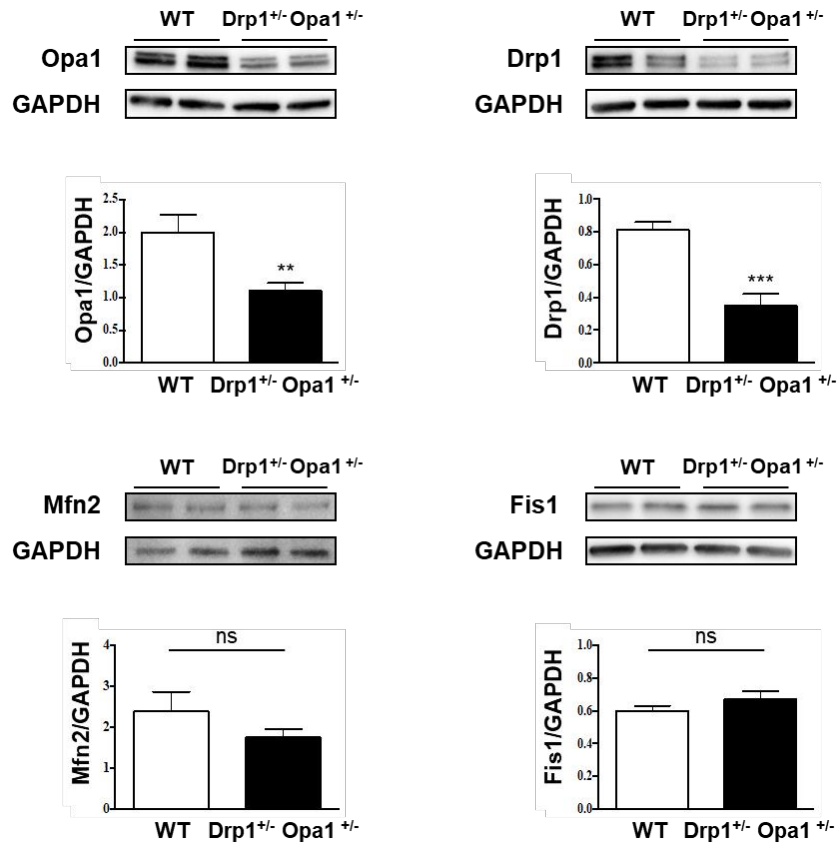 WT Drp1+/- Opa1 +/-
Opa1
GAPDH
Opa1/GAPDH
2.5
2.0
1.5
1.0
0.5
0.0
**
WT Drp1+/- Opa1 +/-
WT Drp1+/- Opa1 +/-
Drp1
GAPDH
Drp1/GAPDH
0.8
0.6
0.4
0.2
0.0
***
WT Drp1+/- Opa1 +/-
WT Drp1+/- Opa1 +/-
Mfn2
GAPDH
Mfn2/GAPDH
4
3
2
1
0
ns
WT Drp1+/- Opa1 +/-
WT Drp1+/- Opa1 +/-
Fis1
GAPDH
Fis1/GAPDH
1.0
0.8
0.6
0.4
0.2
0.0
ns
WT Drp1+/- Opa1 +/-